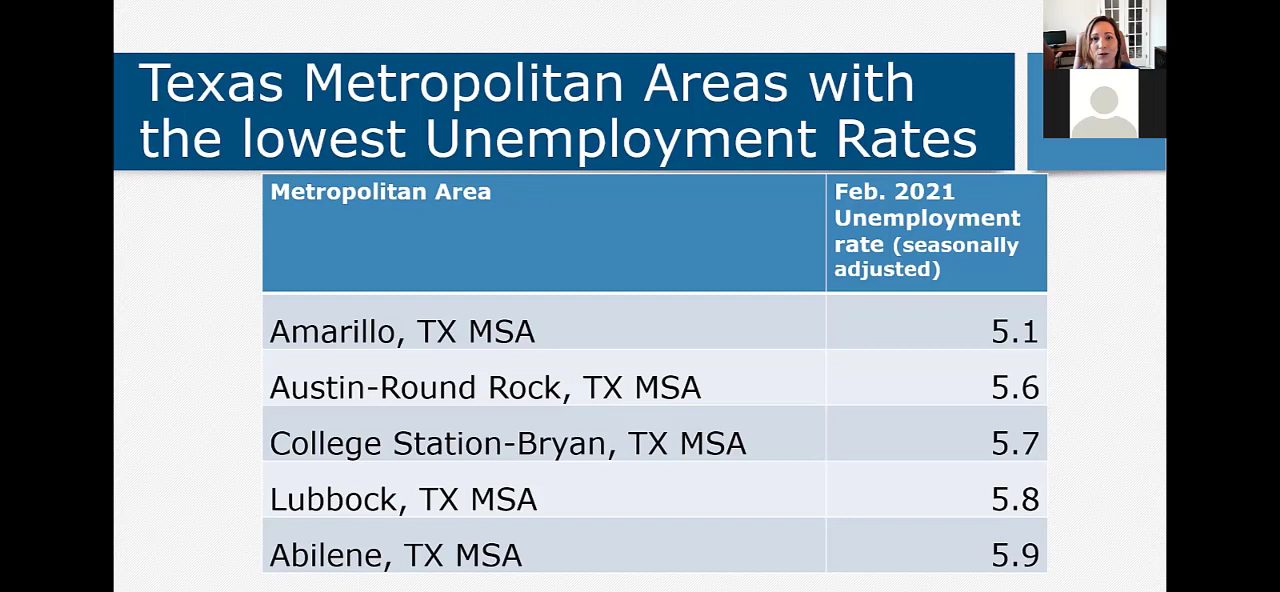 Texas Metropolitan Areas with
the lowest Unemployment Rates
Metropolitan Area
Feb. 2021
Unemployment
rate (seasonally
adjusted)
Amarillo, TX MSA 5.1
Austin-Round Rock, TX MSA 5.6
College Station-Bryan, TX MSA 5.7
Lubbock, TX MSA 5.8
Abilene, TX MSA 5.9